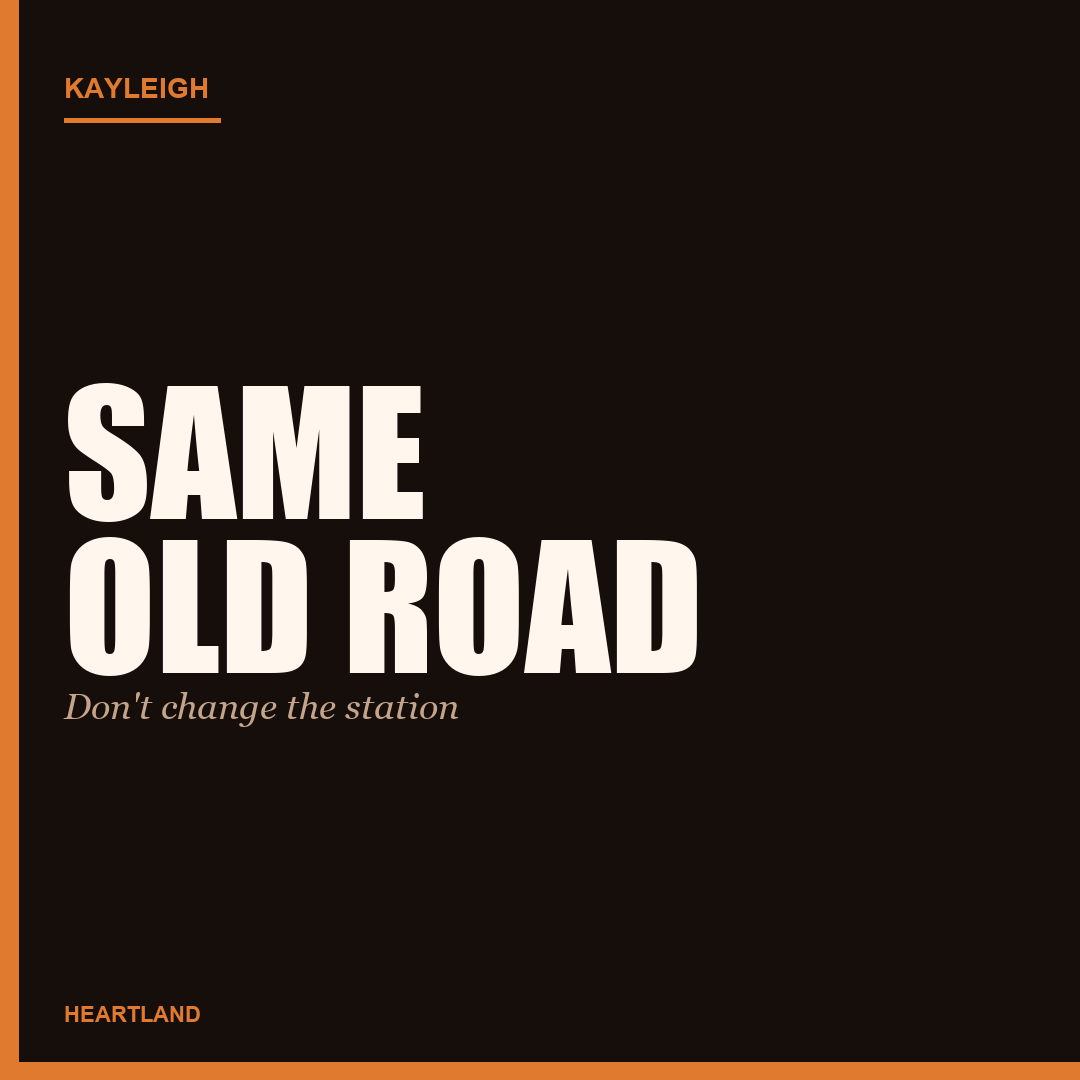 KAYLEIGH
SAME
OLD ROAD
Don't change the station
HEARTLAND